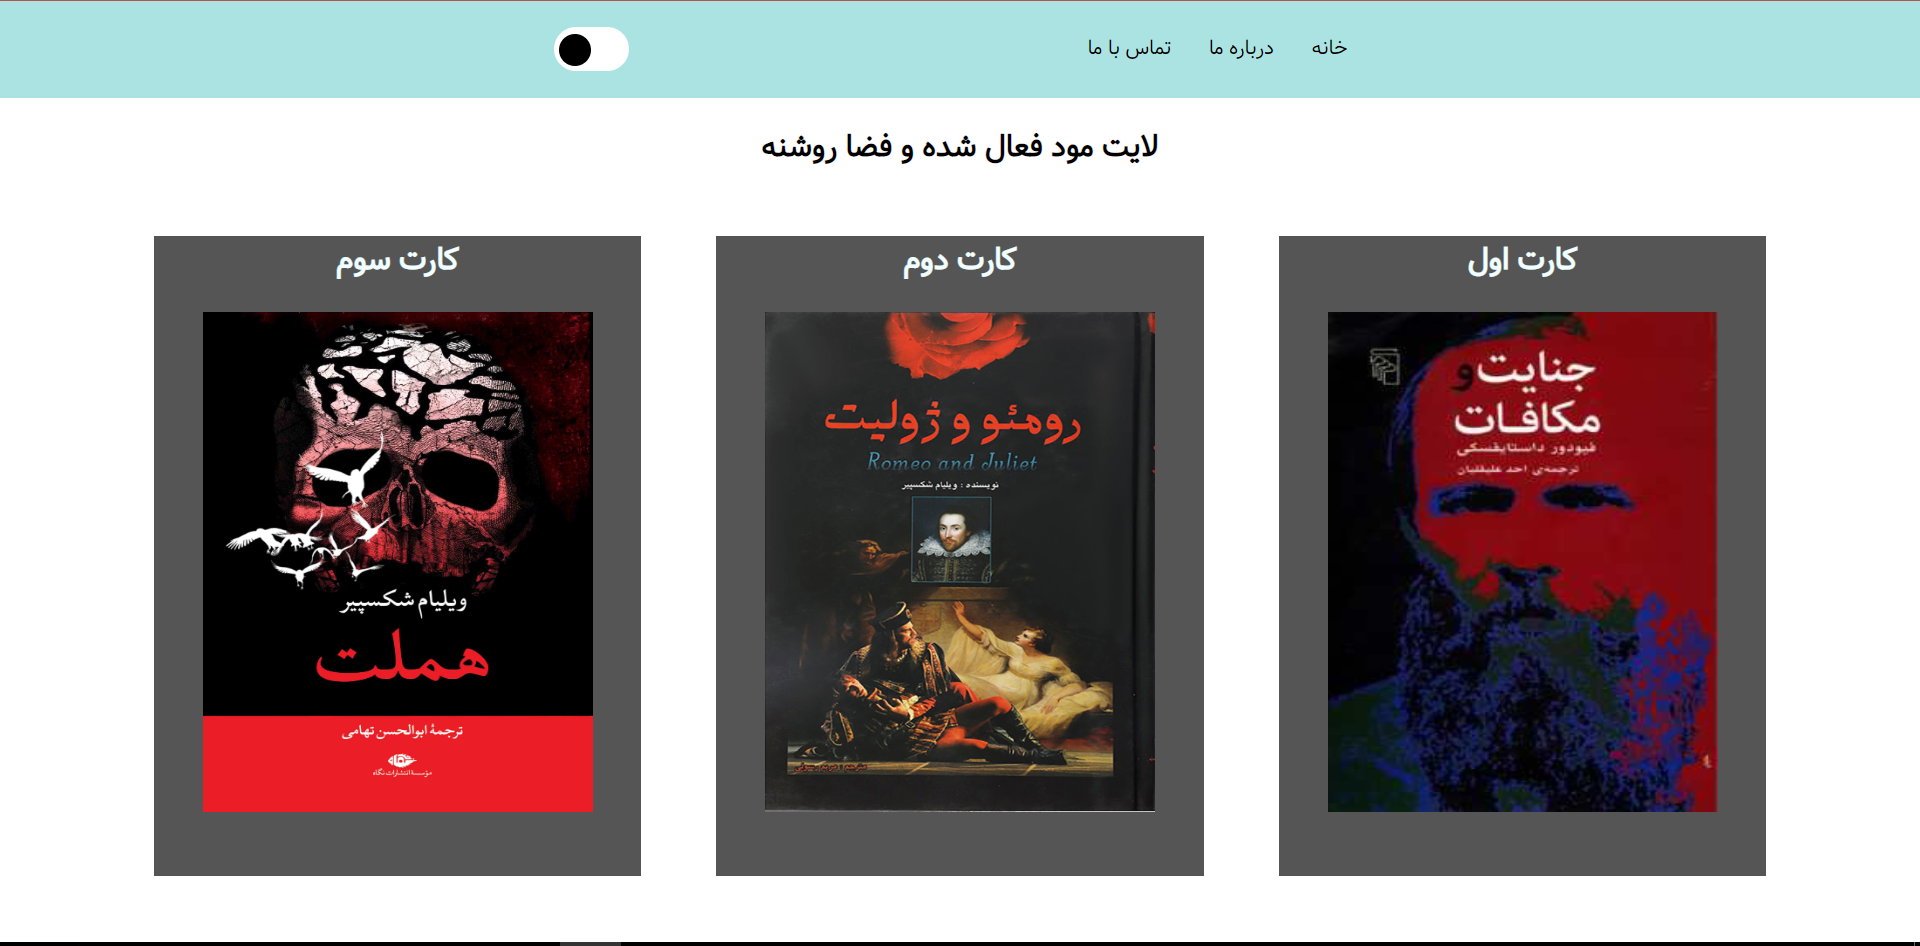 خانه
درباره ما
تماس با ما
لایت مود فعال شده و فضا روشنه
کارت اول
جنایت و
مکافات
فیودور داستایفسکی
ترجمه‌ی احد علیقلیان
کارت دوم
رومئو و ژولیت
Romeo and Juliet
نویسنده : ویلیام شکسپیر
کارت سوم
ویلیام شکسپیر
هملت
ترجمهٔ ابوالحسن تهامی
مؤسسهٔ انتشارات نگاه